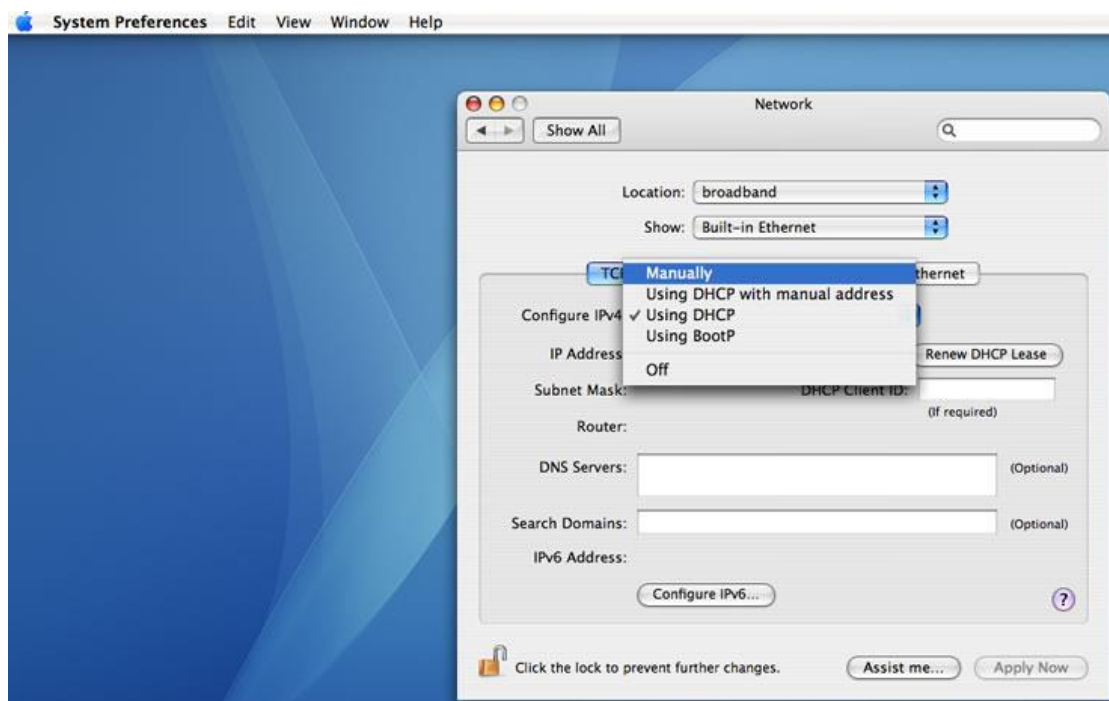 System Preferences Edit View Window Help
Network
Show All
Location: broadband
Show: Built-in Ethernet
TC
Manually
thernet
Using DHCP with manual address
Configure IPv4 ✓ Using DHCP
Using BootP
IP Address
Renew DHCP Lease
Off
Subnet Mask:
DHCP Client ID:
(If required)
Router:
DNS Servers:
(Optional)
Search Domains:
(Optional)
IPv6 Address:
Configure IPv6...
?
Click the lock to prevent further changes.
Assist me...
Apply Now